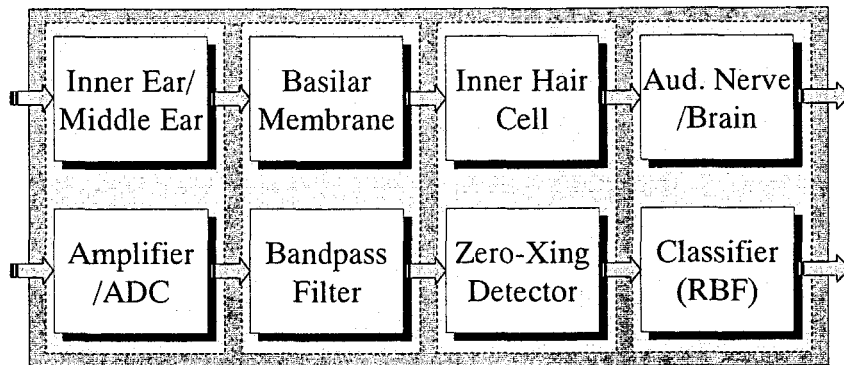 Inner Ear/
Middle Ear
Basilar
Membrane
Inner Hair
Cell
Aud. Nerve
/Brain
Amplifier
/ADC
Bandpass
Filter
Zero-Xing
Detector
Classifier
(RBF)